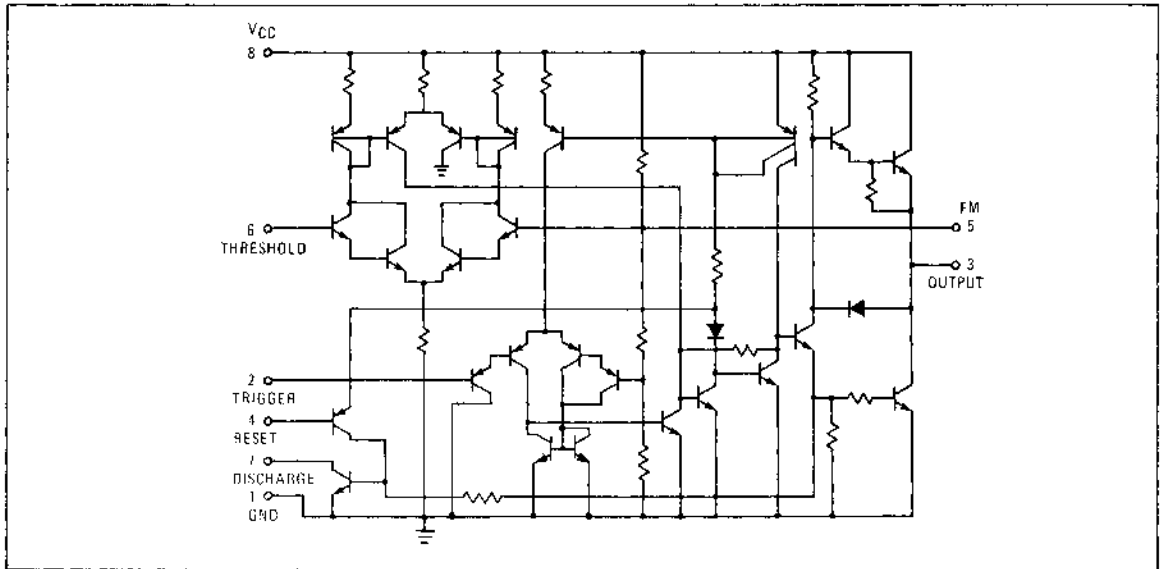 VCC
8
6
THRESHOLD
FM
5
3
OUTPUT
2
TRIGGER
4
RESET
7
DISCHARGE
1
GND